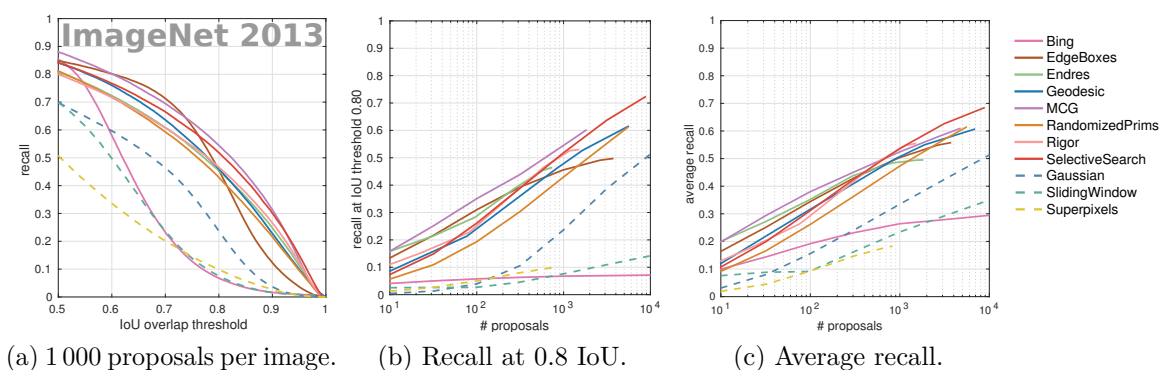 ImageNet 2013
1
0.9
0.8
0.7
0.6
0.5
0.4
0.3
0.2
0.1
0
0.5 0.6 0.7 0.8 0.9 1
recall
IoU overlap threshold
(a) 1 000 proposals per image.
1
0.9
0.8
0.7
0.6
0.5
0.4
0.3
0.2
0.1
0
10^1 10^2 10^3 10^4
recall at IoU threshold 0.80
# proposals
(b) Recall at 0.8 IoU.
1
0.9
0.8
0.7
0.6
0.5
0.4
0.3
0.2
0.1
0
10^1 10^2 10^3 10^4
average recall
# proposals
(c) Average recall.
Bing
EdgeBoxes
Endres
Geodesic
MCG
RandomizedPrims
Rigor
SelectiveSearch
Gaussian
SlidingWindow
Superpixels